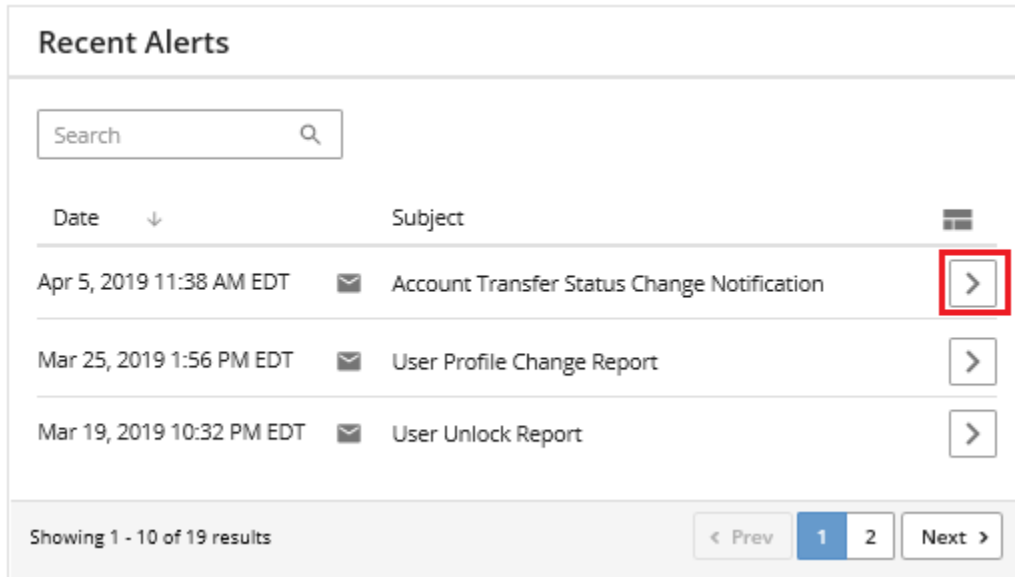 Recent Alerts
Search
Date Subject
Apr 5, 2019 11:38 AM EDT Account Transfer Status Change Notification
Mar 25, 2019 1:56 PM EDT User Profile Change Report
Mar 19, 2019 10:32 PM EDT User Unlock Report
Showing 1 - 10 of 19 results < Prev 1 2 Next >